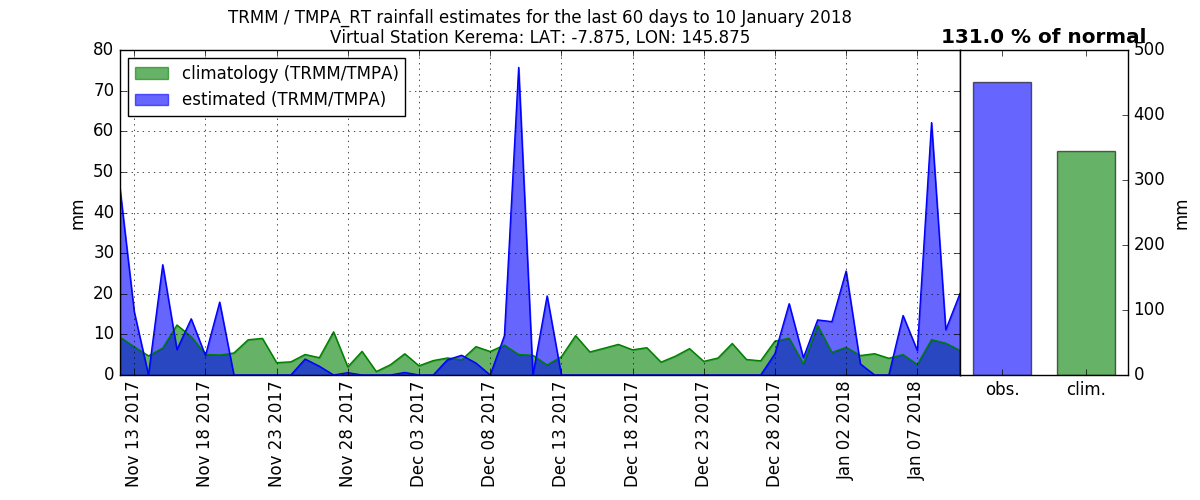 TRMM / TMPA_RT rainfall estimates for the last 60 days to 10 January 2018
Virtual Station Kerema: LAT: -7.875, LON: 145.875
131.0 % of normal
climatology (TRMM/TMPA)
estimated (TRMM/TMPA)
80
70
60
50
40
30
20
10
0
mm
Nov 13 2017
Nov 18 2017
Nov 23 2017
Nov 28 2017
Dec 03 2017
Dec 08 2017
Dec 13 2017
Dec 18 2017
Dec 23 2017
Dec 28 2017
Jan 02 2018
Jan 07 2018
obs.
clim.
500
400
300
200
100
0
mm